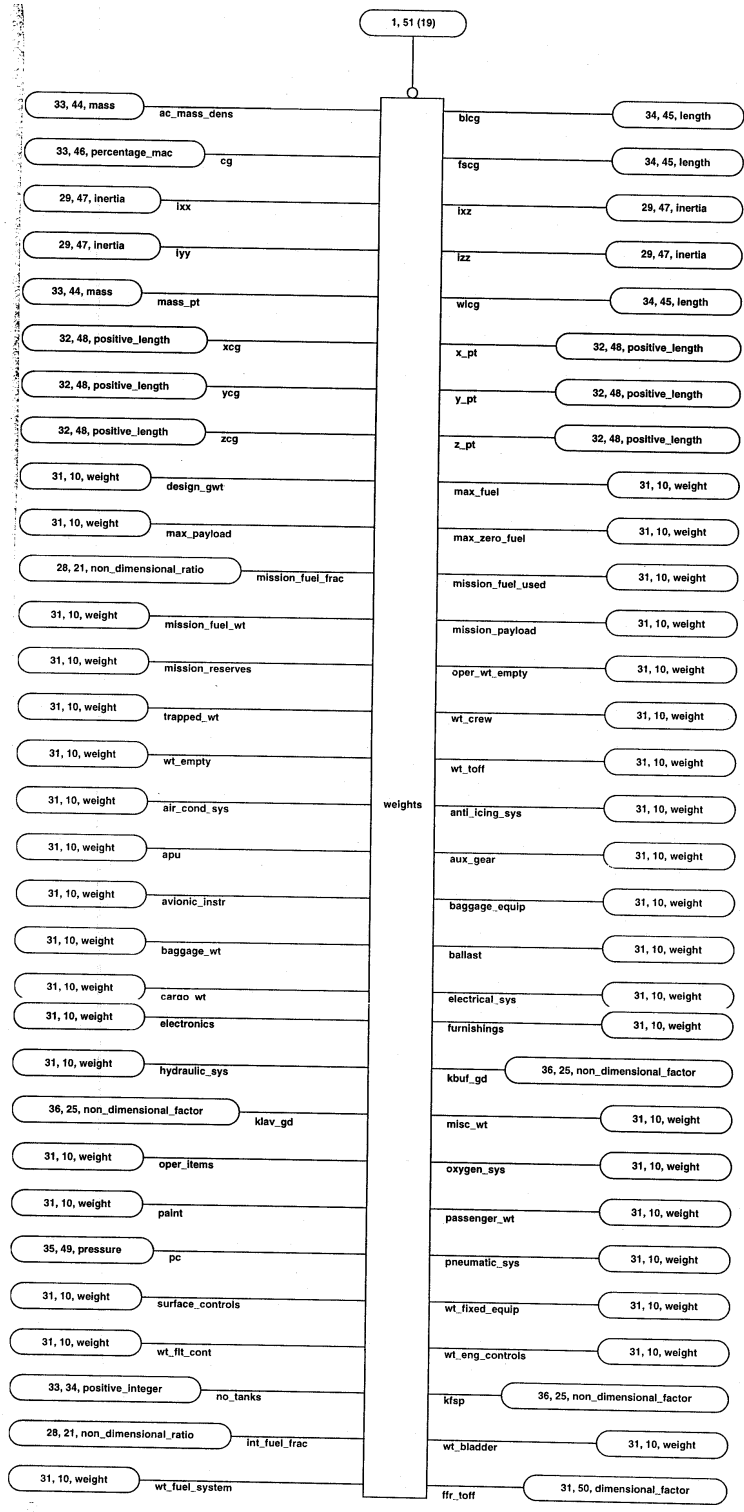 1, 51 (19)
33, 44, mass ac_mass_dens blcg 34, 45, length
33, 46, percentage_mac cg fscg 34, 45, length
29, 47, inertia ixx ixz 29, 47, inertia
29, 47, inertia iyy izz 29, 47, inertia
33, 44, mass mass_pt wlcg 34, 45, length
32, 48, positive_length xcg x_pt 32, 48, positive_length
32, 48, positive_length ycg y_pt 32, 48, positive_length
32, 48, positive_length zcg z_pt 32, 48, positive_length
31, 10, weight design_gwt max_fuel 31, 10, weight
31, 10, weight max_payload max_zero_fuel 31, 10, weight
28, 21, non_dimensional_ratio mission_fuel_frac mission_fuel_used 31, 10, weight
31, 10, weight mission_fuel_wt mission_payload 31, 10, weight
31, 10, weight mission_reserves oper_wt_empty 31, 10, weight
31, 10, weight trapped_wt wt_crew 31, 10, weight
31, 10, weight wt_empty wt_toff 31, 10, weight
31, 10, weight air_cond_sys weights anti_icing_sys 31, 10, weight
31, 10, weight apu aux_gear 31, 10, weight
31, 10, weight avionic_instr baggage_equip 31, 10, weight
31, 10, weight baggage_wt ballast 31, 10, weight
31, 10, weight cargo_wt electrical_sys 31, 10, weight
31, 10, weight electronics furnishings 31, 10, weight
31, 10, weight hydraulic_sys kbuf_gd 36, 25, non_dimensional_factor
36, 25, non_dimensional_factor klav_gd misc_wt 31, 10, weight
31, 10, weight oper_items oxygen_sys 31, 10, weight
31, 10, weight paint passenger_wt 31, 10, weight
35, 49, pressure pc pneumatic_sys 31, 10, weight
31, 10, weight surface_controls wt_fixed_equip 31, 10, weight
31, 10, weight wt_flt_cont wt_eng_controls 31, 10, weight
33, 34, positive_integer no_tanks kfsp 36, 25, non_dimensional_factor
28, 21, non_dimensional_ratio int_fuel_frac wt_bladder 31, 10, weight
31, 10, weight wt_fuel_system ffr_toff 31, 50, dimensional_factor